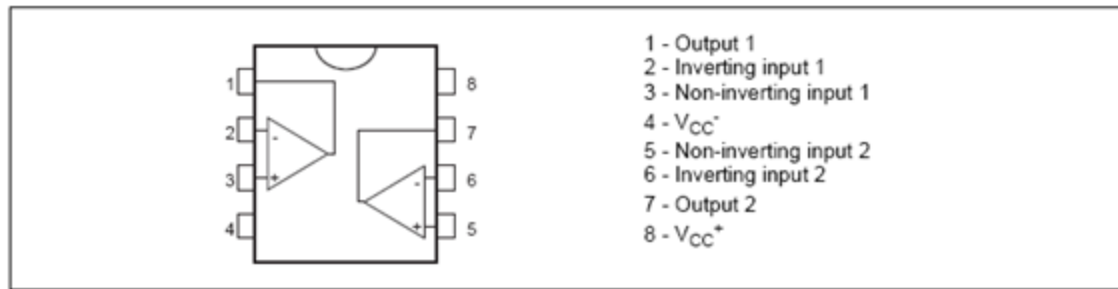 1
2
3
4
8
7
6
5
-
+
-
+
1 - Output 1
2 - Inverting input 1
3 - Non-inverting input 1
4 - VCC-
5 - Non-inverting input 2
6 - Inverting input 2
7 - Output 2
8 - VCC+